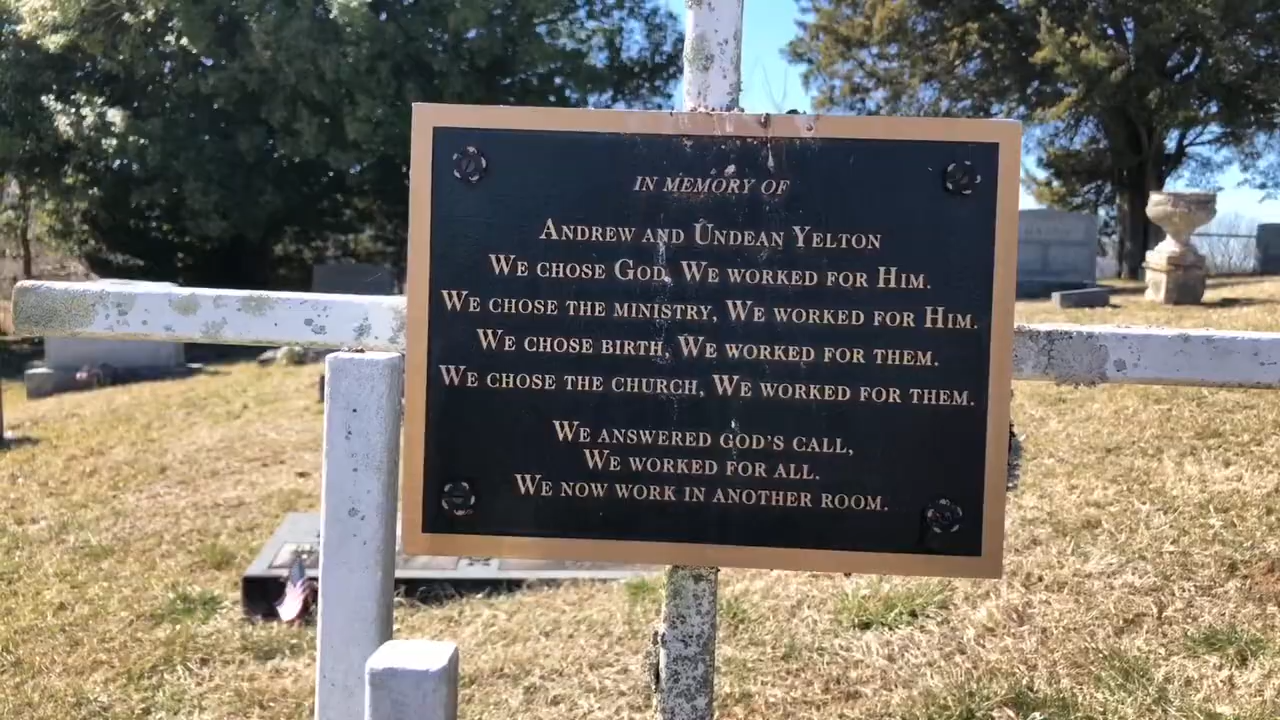 IN MEMORY OF
ANDREW AND UNDEAN YELTON
WE CHOSE GOD, WE WORKED FOR HIM.
WE CHOSE THE MINISTRY, WE WORKED FOR HIM.
WE CHOSE BIRTH, WE WORKED FOR THEM.
WE CHOSE THE CHURCH, WE WORKED FOR THEM.
WE ANSWERED GOD'S CALL,
WE WORKED FOR ALL.
WE NOW WORK IN ANOTHER ROOM.